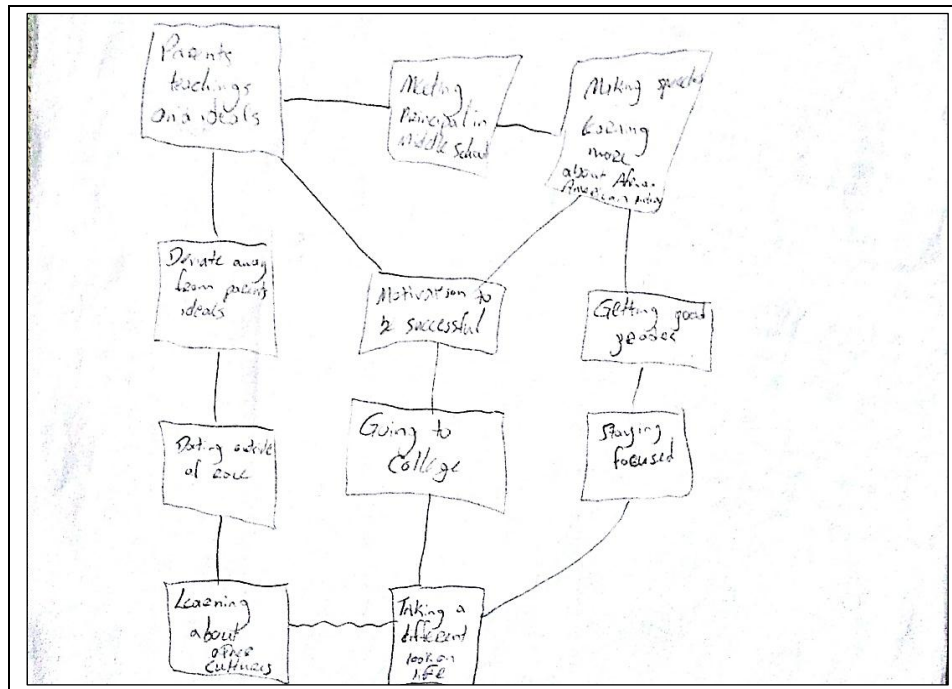 Parents
teachings
and ideals
Meeting
Principal in
Middle School
Making speeches
learning
more
about African
American history
Deviate away
from parents
ideals
Motivation to
be successful
Getting good
grades
Dating outside
of race
Going to
College
Staying
focused
Learning
about
other
cultures
Taking a
different
look on
life